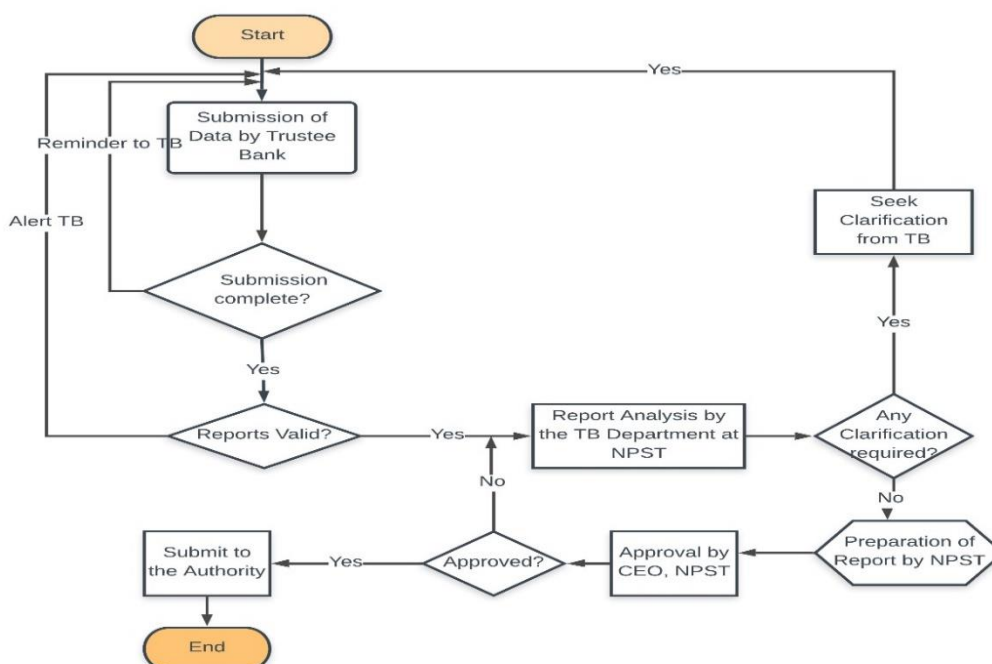 Start
Yes
Submission of
Data by Trustee
Bank
Reminder to TB
Alert TB
Seek
Clarification
from TB
Submission
complete?
Yes
Yes
Reports Valid?
Yes
Report Analysis by
the TB Department at
NPST
Any
Clarification
required?
No
No
Submit to
the Authority
Yes
Approved?
Approval by
CEO, NPST
Preparation of
Report by NPST
End